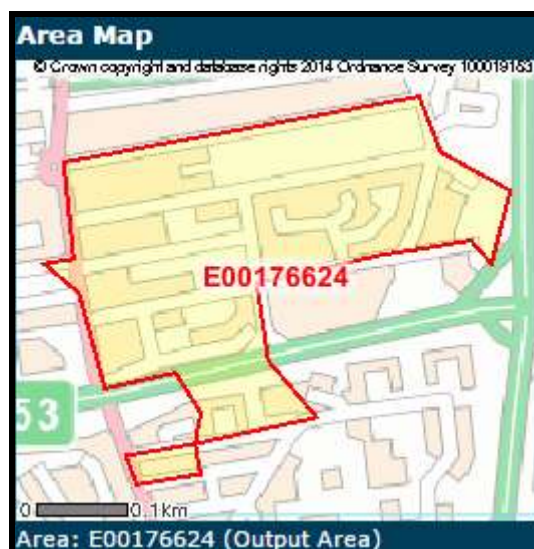 Area Map
© Crown copyright and database rights 2014 Ordnance Survey 100019153
E00176624
53
0 0.1km
Area: E00176624 (Output Area)